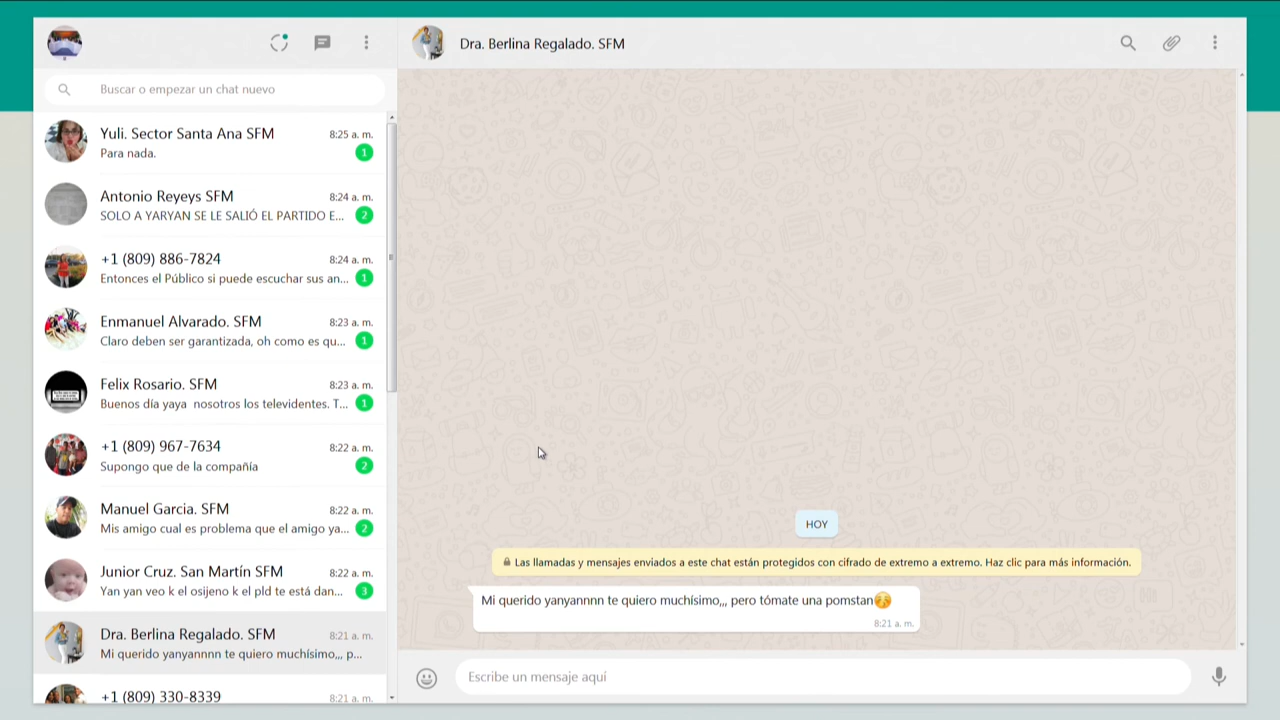 Buscar o empezar un chat nuevo
Yuli. Sector Santa Ana SFM 8:25 a. m.
Para nada. 1
Antonio Reyeys SFM 8:24 a. m.
SOLO A YARYAN SE LE SALIÓ EL PARTIDO E... 2
+1 (809) 886-7824 8:24 a. m.
Entonces el Público si puede escuchar sus an... 1
Enmanuel Alvarado. SFM 8:23 a. m.
Claro deben ser garantizada, oh como es qu... 1
Felix Rosario. SFM 8:23 a. m.
Buenos día yaya nosotros los televidentes. T... 1
+1 (809) 967-7634 8:22 a. m.
Supongo que de la compañía 2
Manuel Garcia. SFM 8:22 a. m.
Mis amigo cual es problema que el amigo ya... 2
Junior Cruz. San Martín SFM 8:22 a. m.
Yan yan veo k el osijeno k el pld te está dan... 3
Dra. Berlina Regalado. SFM 8:21 a. m.
Mi querido yanyannnn te quiero muchísimo,,, p...
+1 (809) 330-8339 8:21 a. m.
Dra. Berlina Regalado. SFM
HOY
Las llamadas y mensajes enviados a este chat están protegidos con cifrado de extremo a extremo. Haz clic para más información.
Mi querido yanyannnn te quiero muchísimo,,, pero tómate una pomstan
8:21 a. m.
Escribe un mensaje aquí